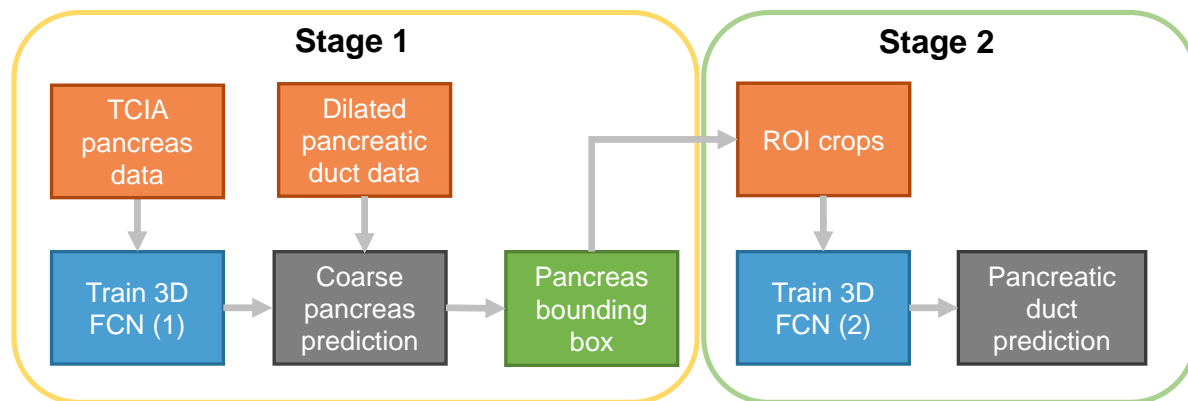 Stage 1
TCIA
pancreas
data
Dilated
pancreatic
duct data
Train 3D
FCN (1)
Coarse
pancreas
prediction
Pancreas
bounding
box
Stage 2
ROI crops
Train 3D
FCN (2)
Pancreatic
duct
prediction